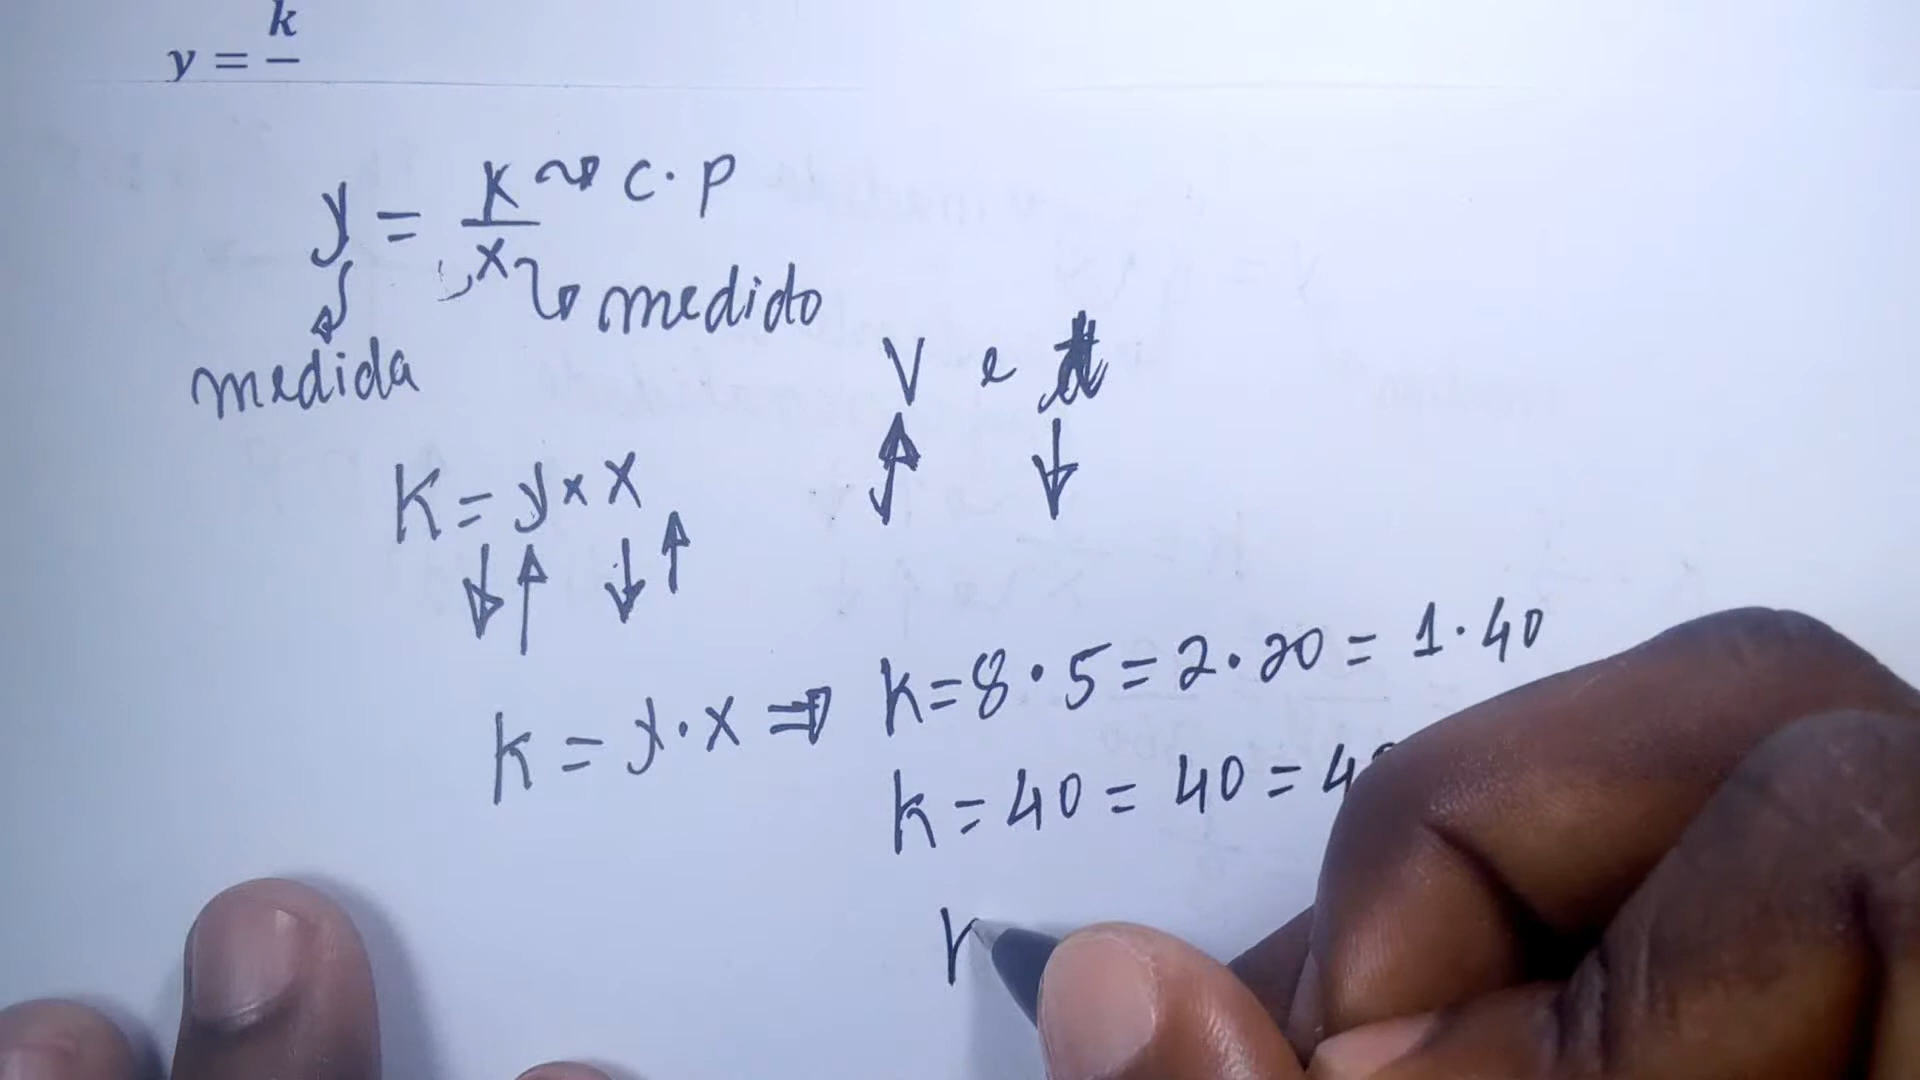 y = k
y = K/x c.p
medido
medida
V e t
K = y × x
k = 8 · 5 = 2 · 20 = 1 · 40
k = y · x ⇒
k = 40 = 40 = 4